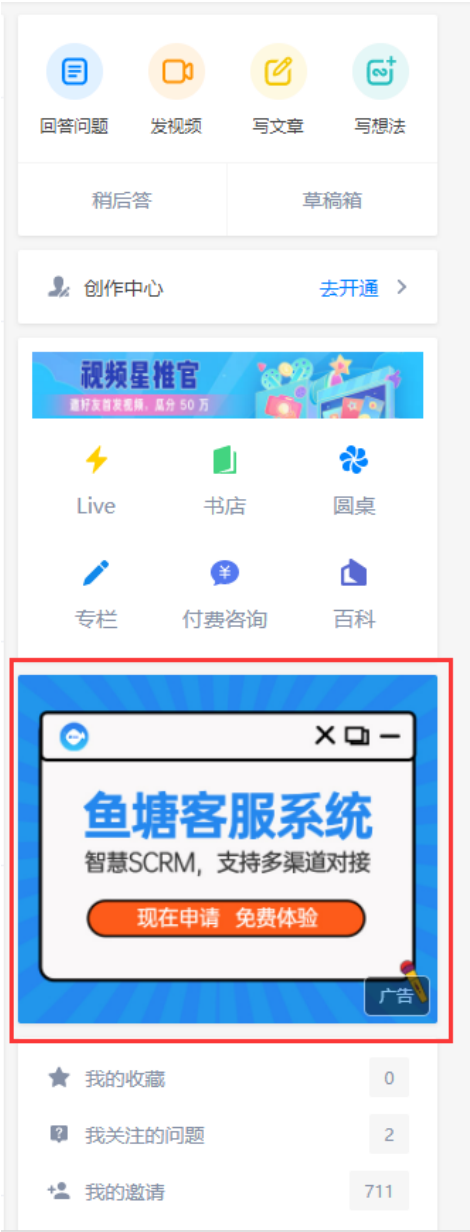 回答问题 发视频 写文章 写想法
稍后答 草稿箱
创作中心 去开通
视频星推官
邀好友首发视频，瓜分 50 万
Live 书店 圆桌
¥
专栏 付费咨询 百科
鱼塘客服系统
智慧SCRM，支持多渠道对接
现在申请 免费体验
广告
我的收藏 0
我关注的问题 2
我的邀请 711